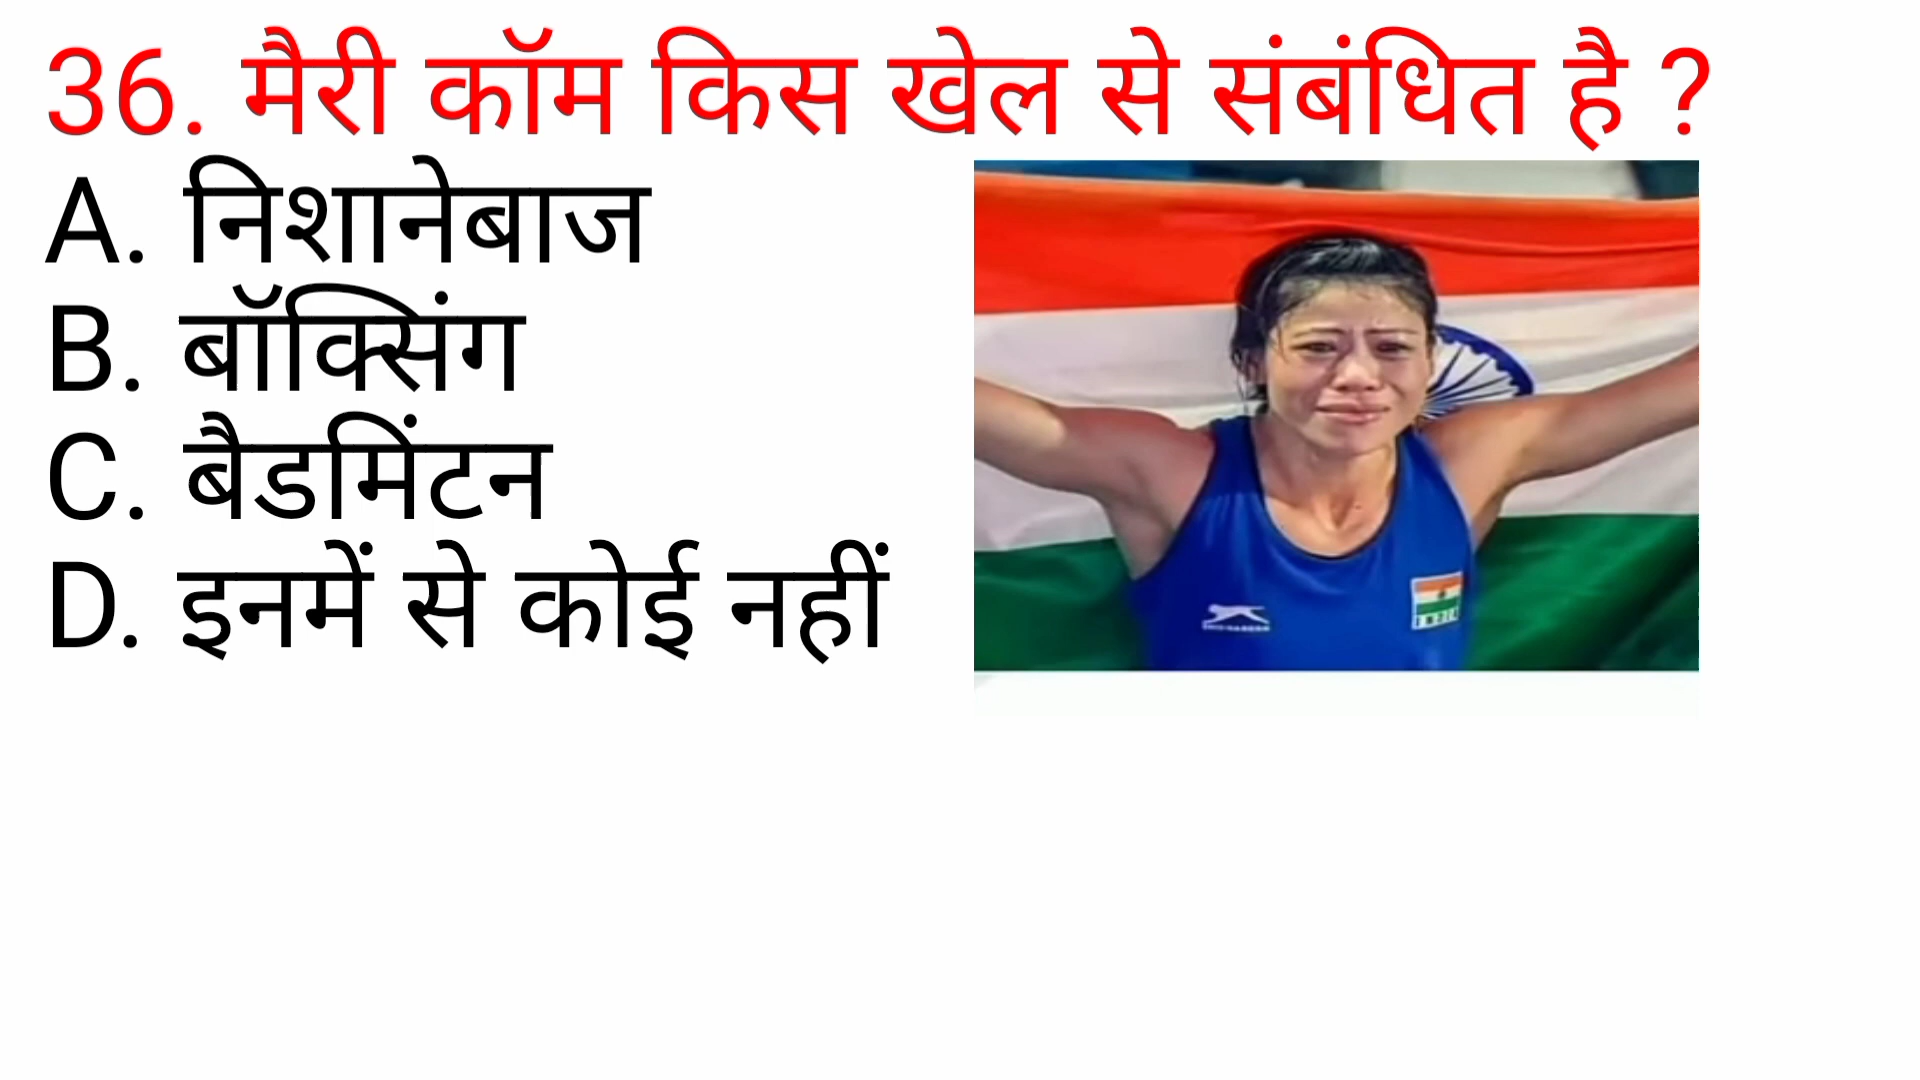 36. मैरी कॉम किस खेल से संबंधित है ?
A. निशानेबाज
B. बॉक्सिंग
C. बैडमिंटन
D. इनमें से कोई नहीं